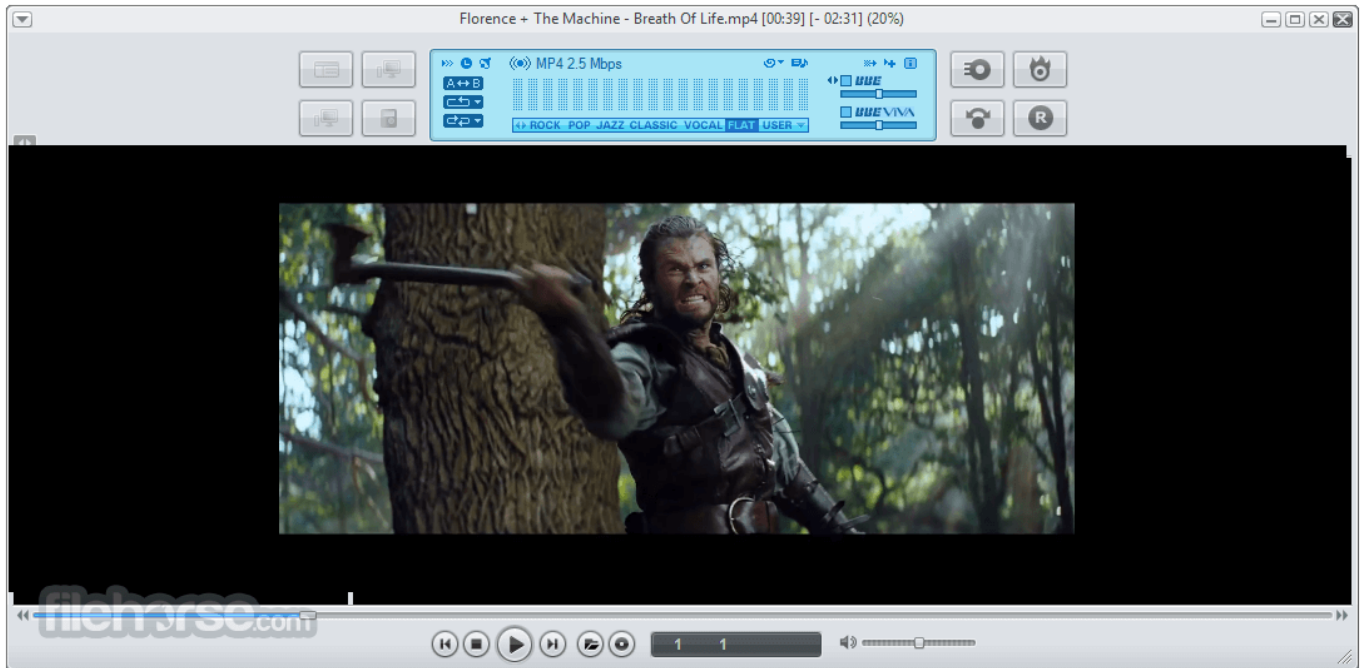 Florence + The Machine - Breath Of Life.mp4 [00:39] [- 02:31] (20%)
MP4 2.5 Mbps
A B
BBE
BBE VIVA
ROCK POP JAZZ CLASSIC VOCAL FLAT USER
R
filehorse.com
1 1